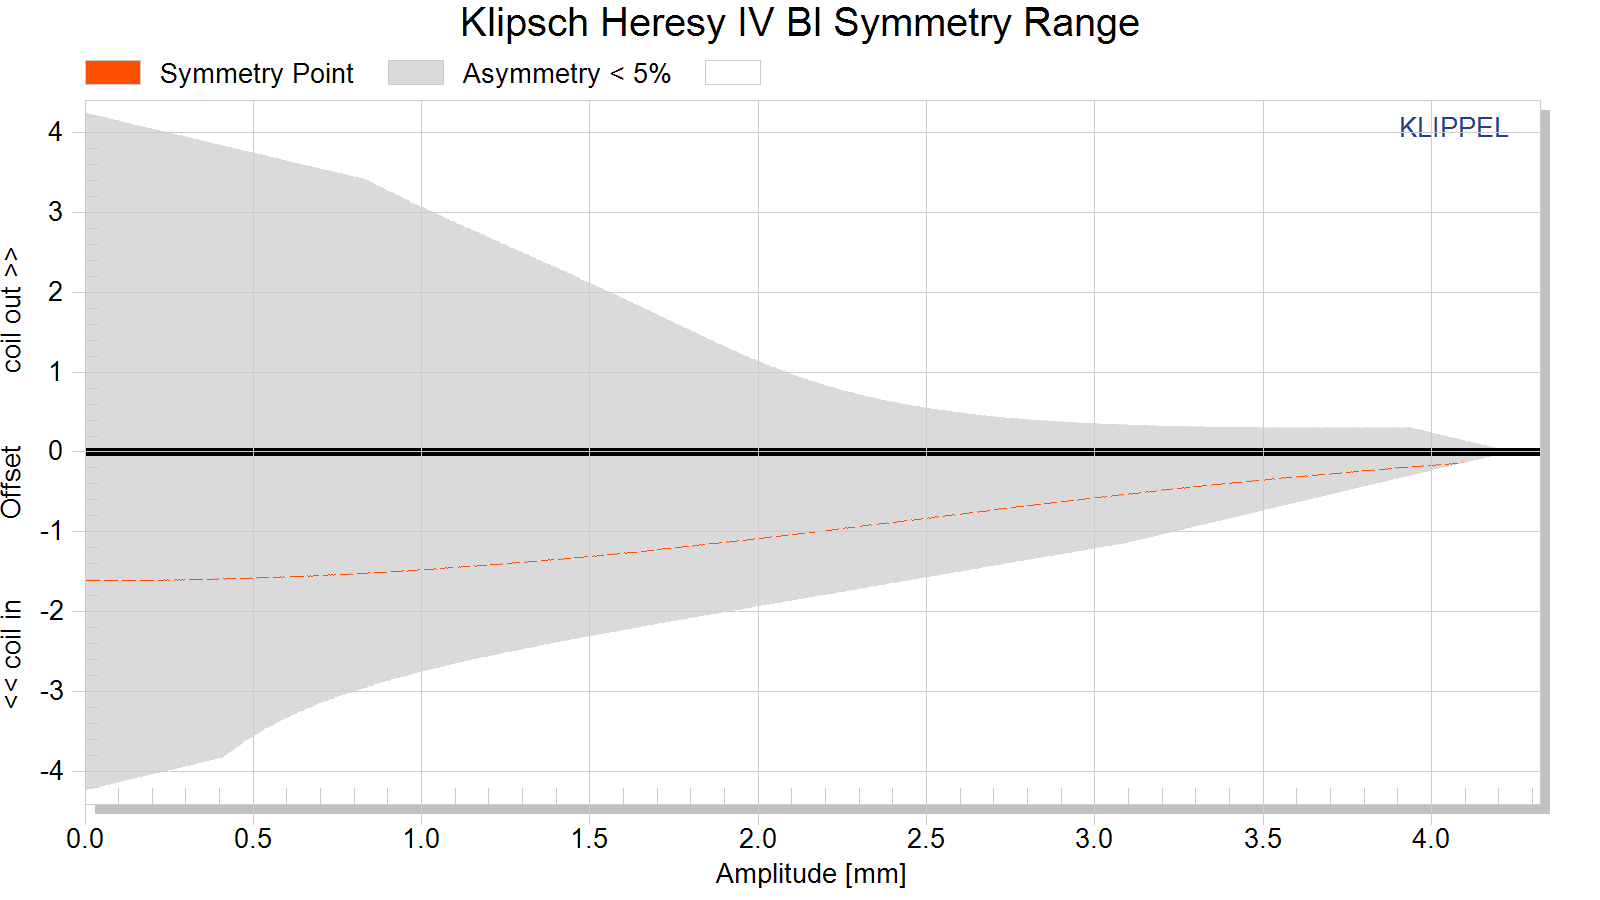 Klipsch Heresy IV Bl Symmetry Range
Symmetry Point
Asymmetry < 5%
KLIPPEL
4
3
2
1
0
-1
-2
-3
-4
<< coil in Offset coil out >>
0.0 0.5 1.0 1.5 2.0 2.5 3.0 3.5 4.0
Amplitude [mm]